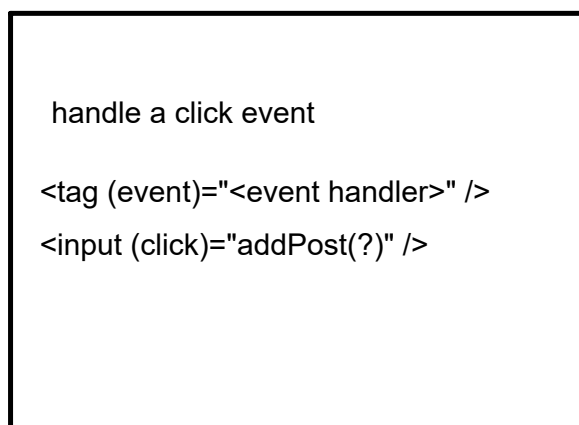 handle a click event
<tag (event)="<event handler>" />
<input (click)="addPost(?)" />